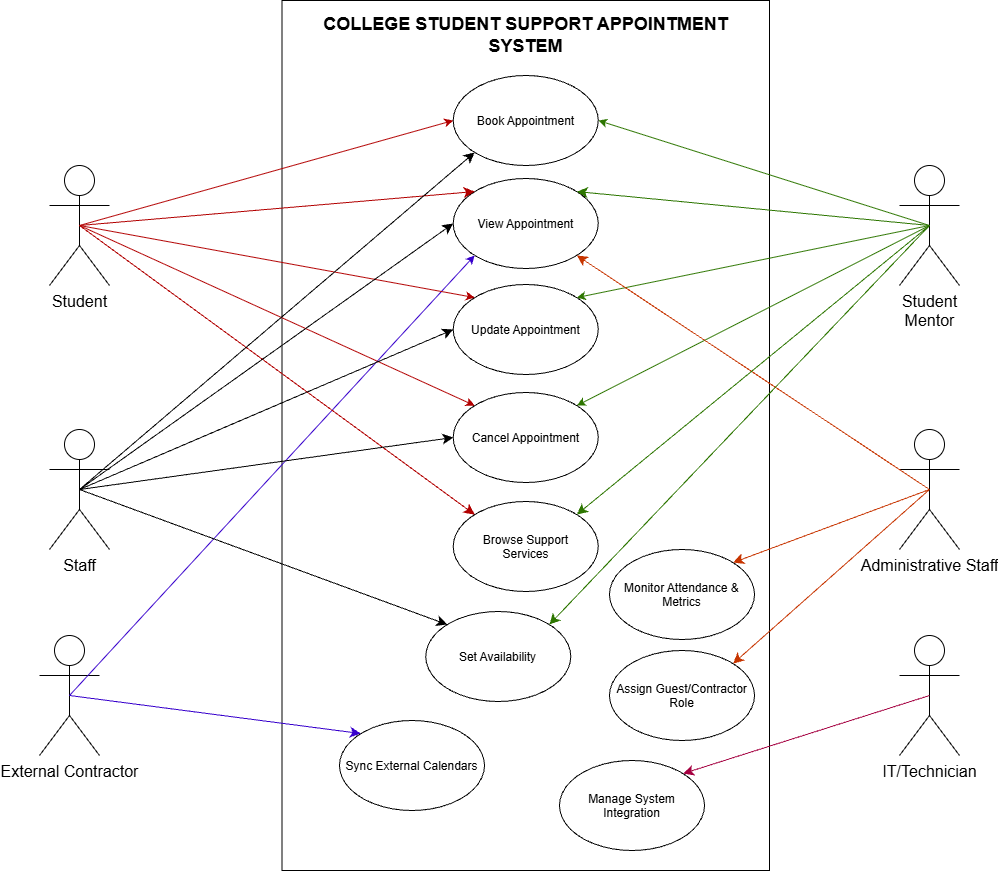 COLLEGE STUDENT SUPPORT APPOINTMENT
SYSTEM
Book Appointment
View Appointment
Student
Student
Mentor
Update Appointment
Cancel Appointment
Browse Support
Services
Staff
Administrative Staff
Monitor Attendance &
Metrics
Set Availability
Assign Guest/Contractor
Role
External Contractor
Sync External Calendars
IT/Technician
Manage System
Integration